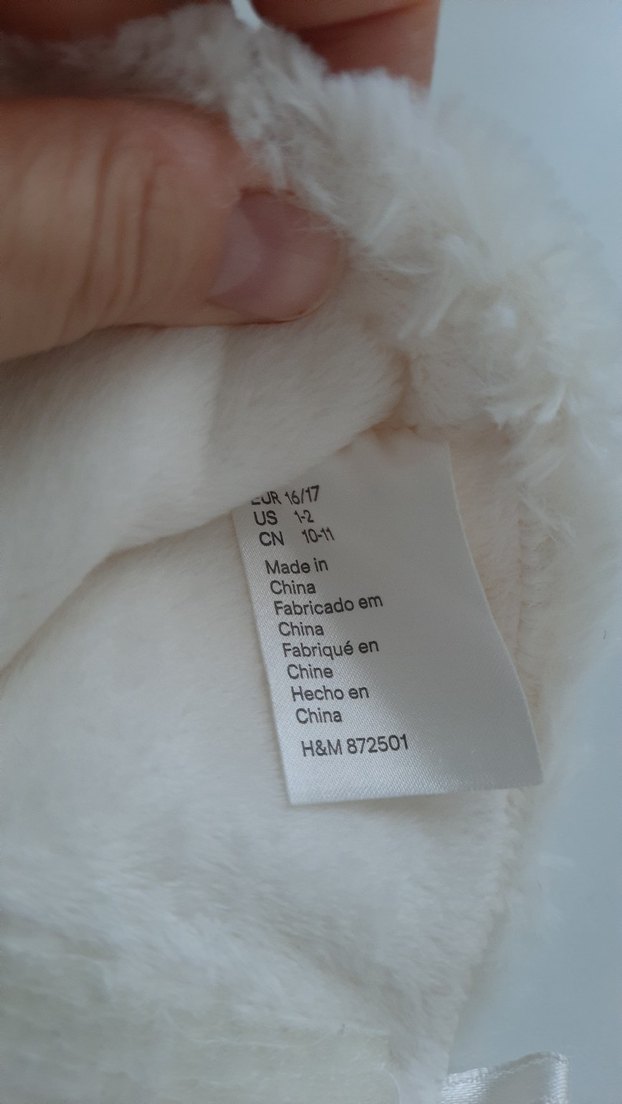 EUR 16/17
US 1-2
CN 10-11
Made in
China
Fabricado em
China
Fabriqué en
Chine
Hecho en
China
H&M 872501